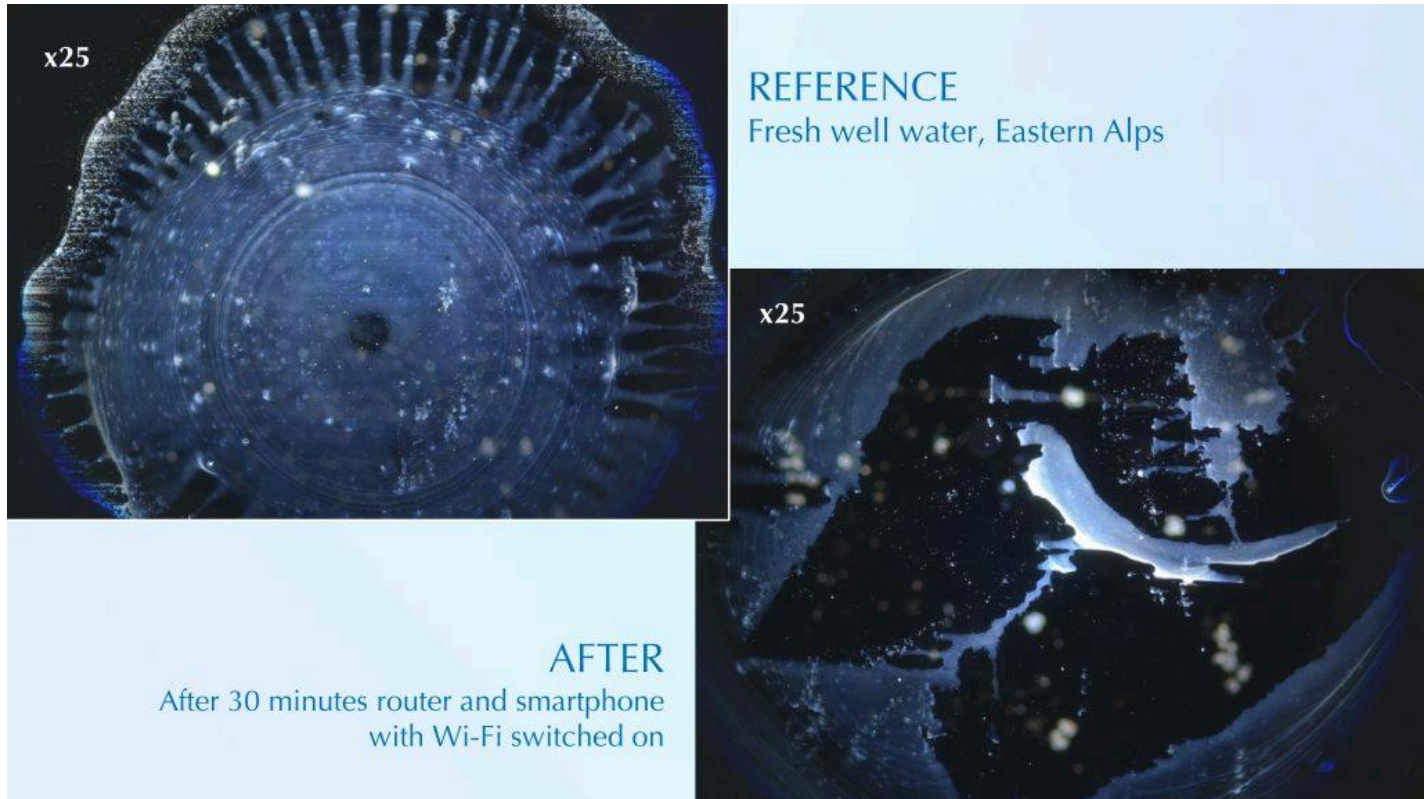 x25
REFERENCE
Fresh well water, Eastern Alps
x25
AFTER
After 30 minutes router and smartphone
with Wi-Fi switched on